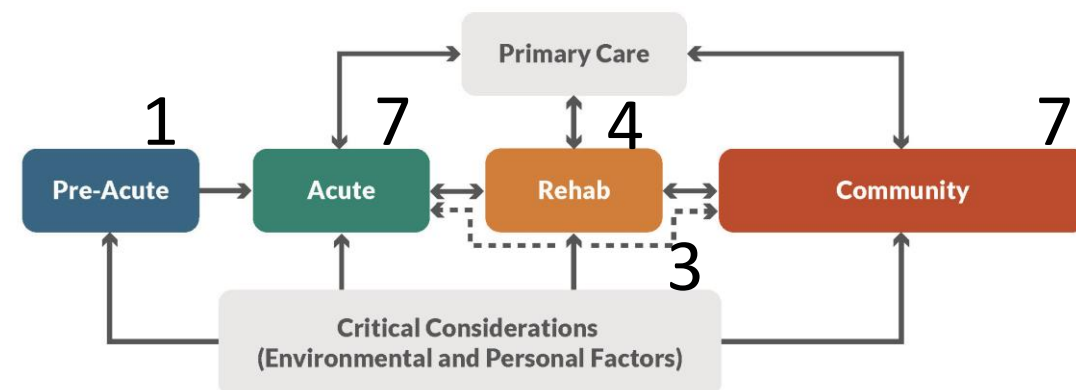 Primary Care
1
7
4
7
Pre-Acute
Acute
Rehab
Community
3
Critical Considerations
(Environmental and Personal Factors)